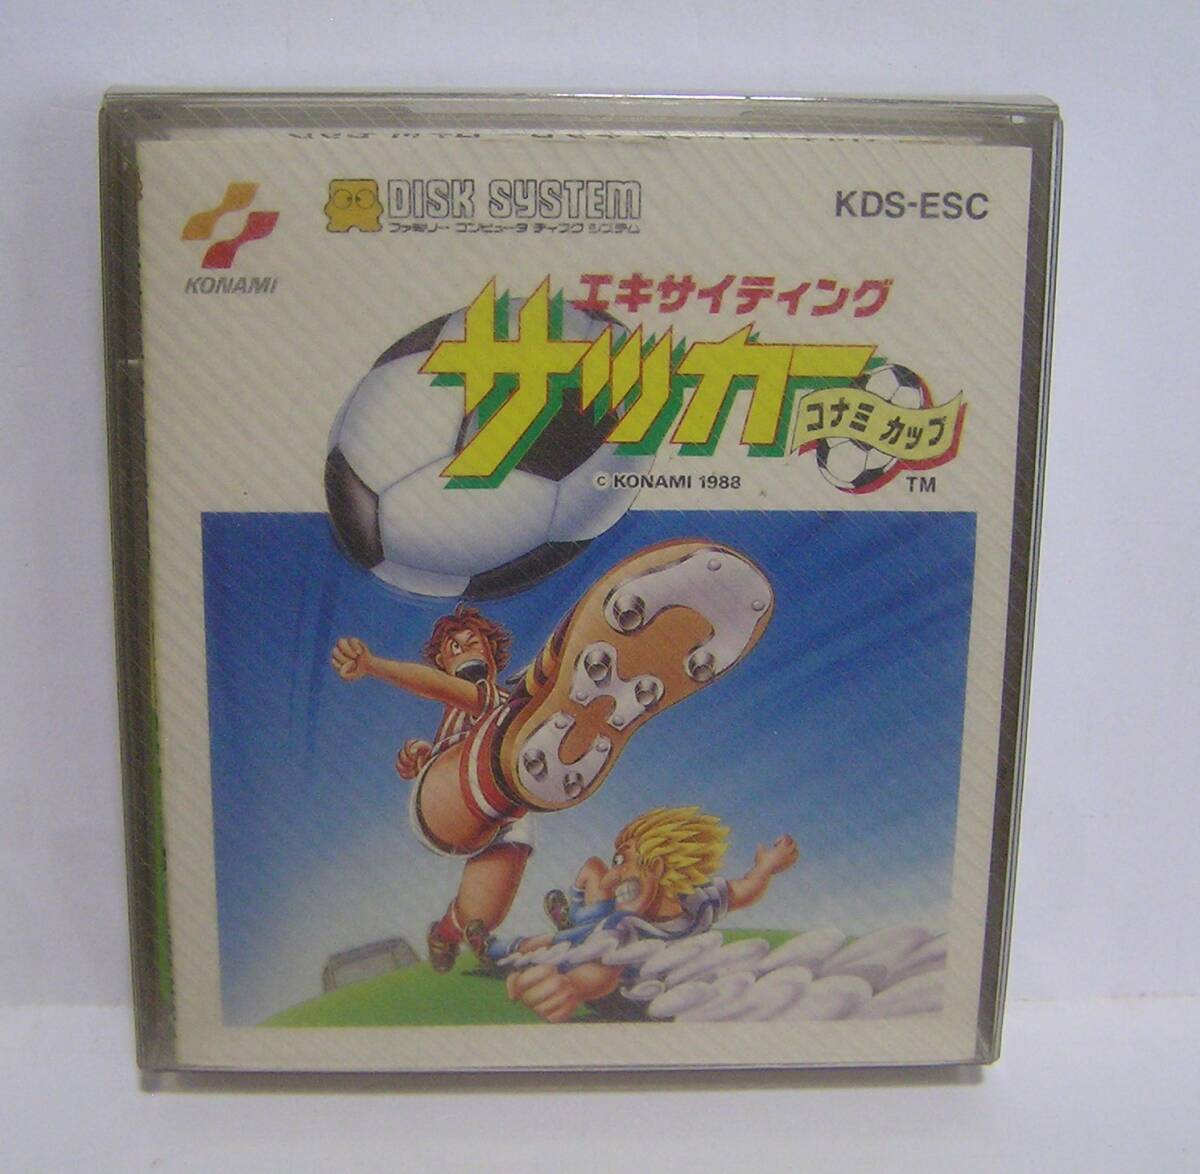 DISK SYSTEM
ファミリー コンピュータ ディスク システム
KDS-ESC
KONAMI
エキサイティング
サッカー
コナミ カップ
© KONAMI 1988
TM